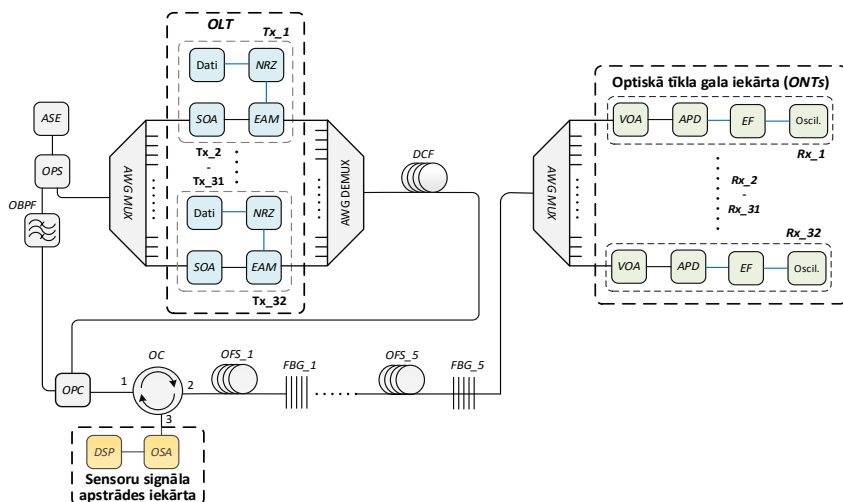 OLT
Tx_1
Dati
NRZ
SOA
EAM
Tx_2
-
Tx_31
Dati
NRZ
SOA
EAM
Tx_32
ASE
OPS
OBPF
AWG MUX
AWG DEMUX
DCF
AWG MUX
Optiskā tīkla gala iekārta (ONTs)
VOA
APD
EF
Oscil.
Rx_1
Rx_2
-
Rx_31
Rx_32
VOA
APD
EF
Oscil.
OPC
1
OC
2
3
OFS_1
FBG_1
OFS_5
FBG_5
DSP
OSA
Sensoru signāla
apstrādes iekārta